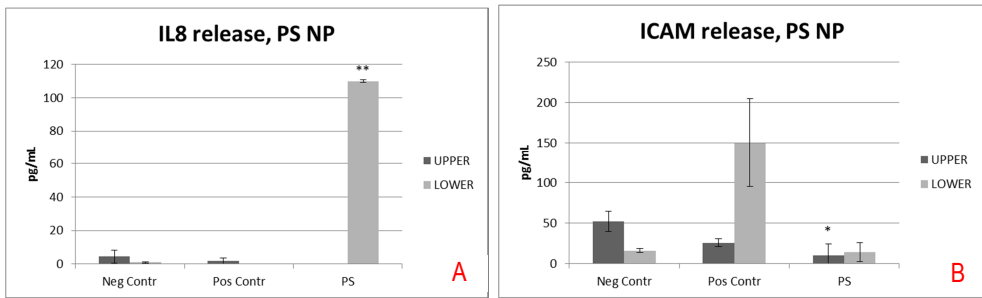 IL8 release, PS NP
120
100
80
60
40
20
0
pg/mL
**
Neg Contr
Pos Contr
PS
UPPER
LOWER
A
ICAM release, PS NP
250
200
150
100
50
0
pg/mL
*
Neg Contr
Pos Contr
PS
UPPER
LOWER
B